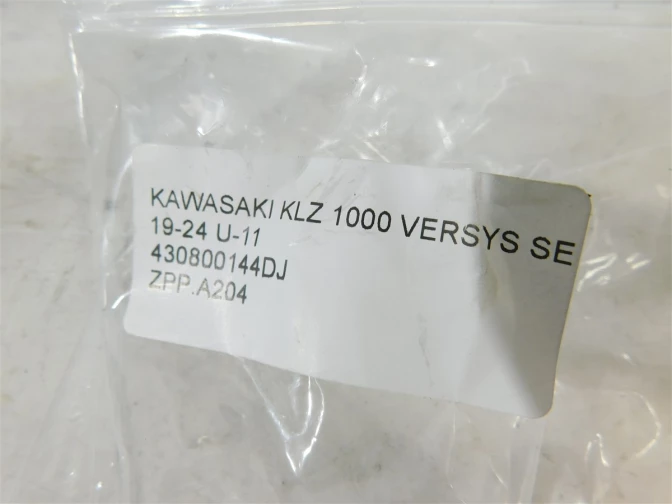 KAWASAKI KLZ 1000 VERSYS SE
19-24 U-11
430800144DJ
ZPP.A204